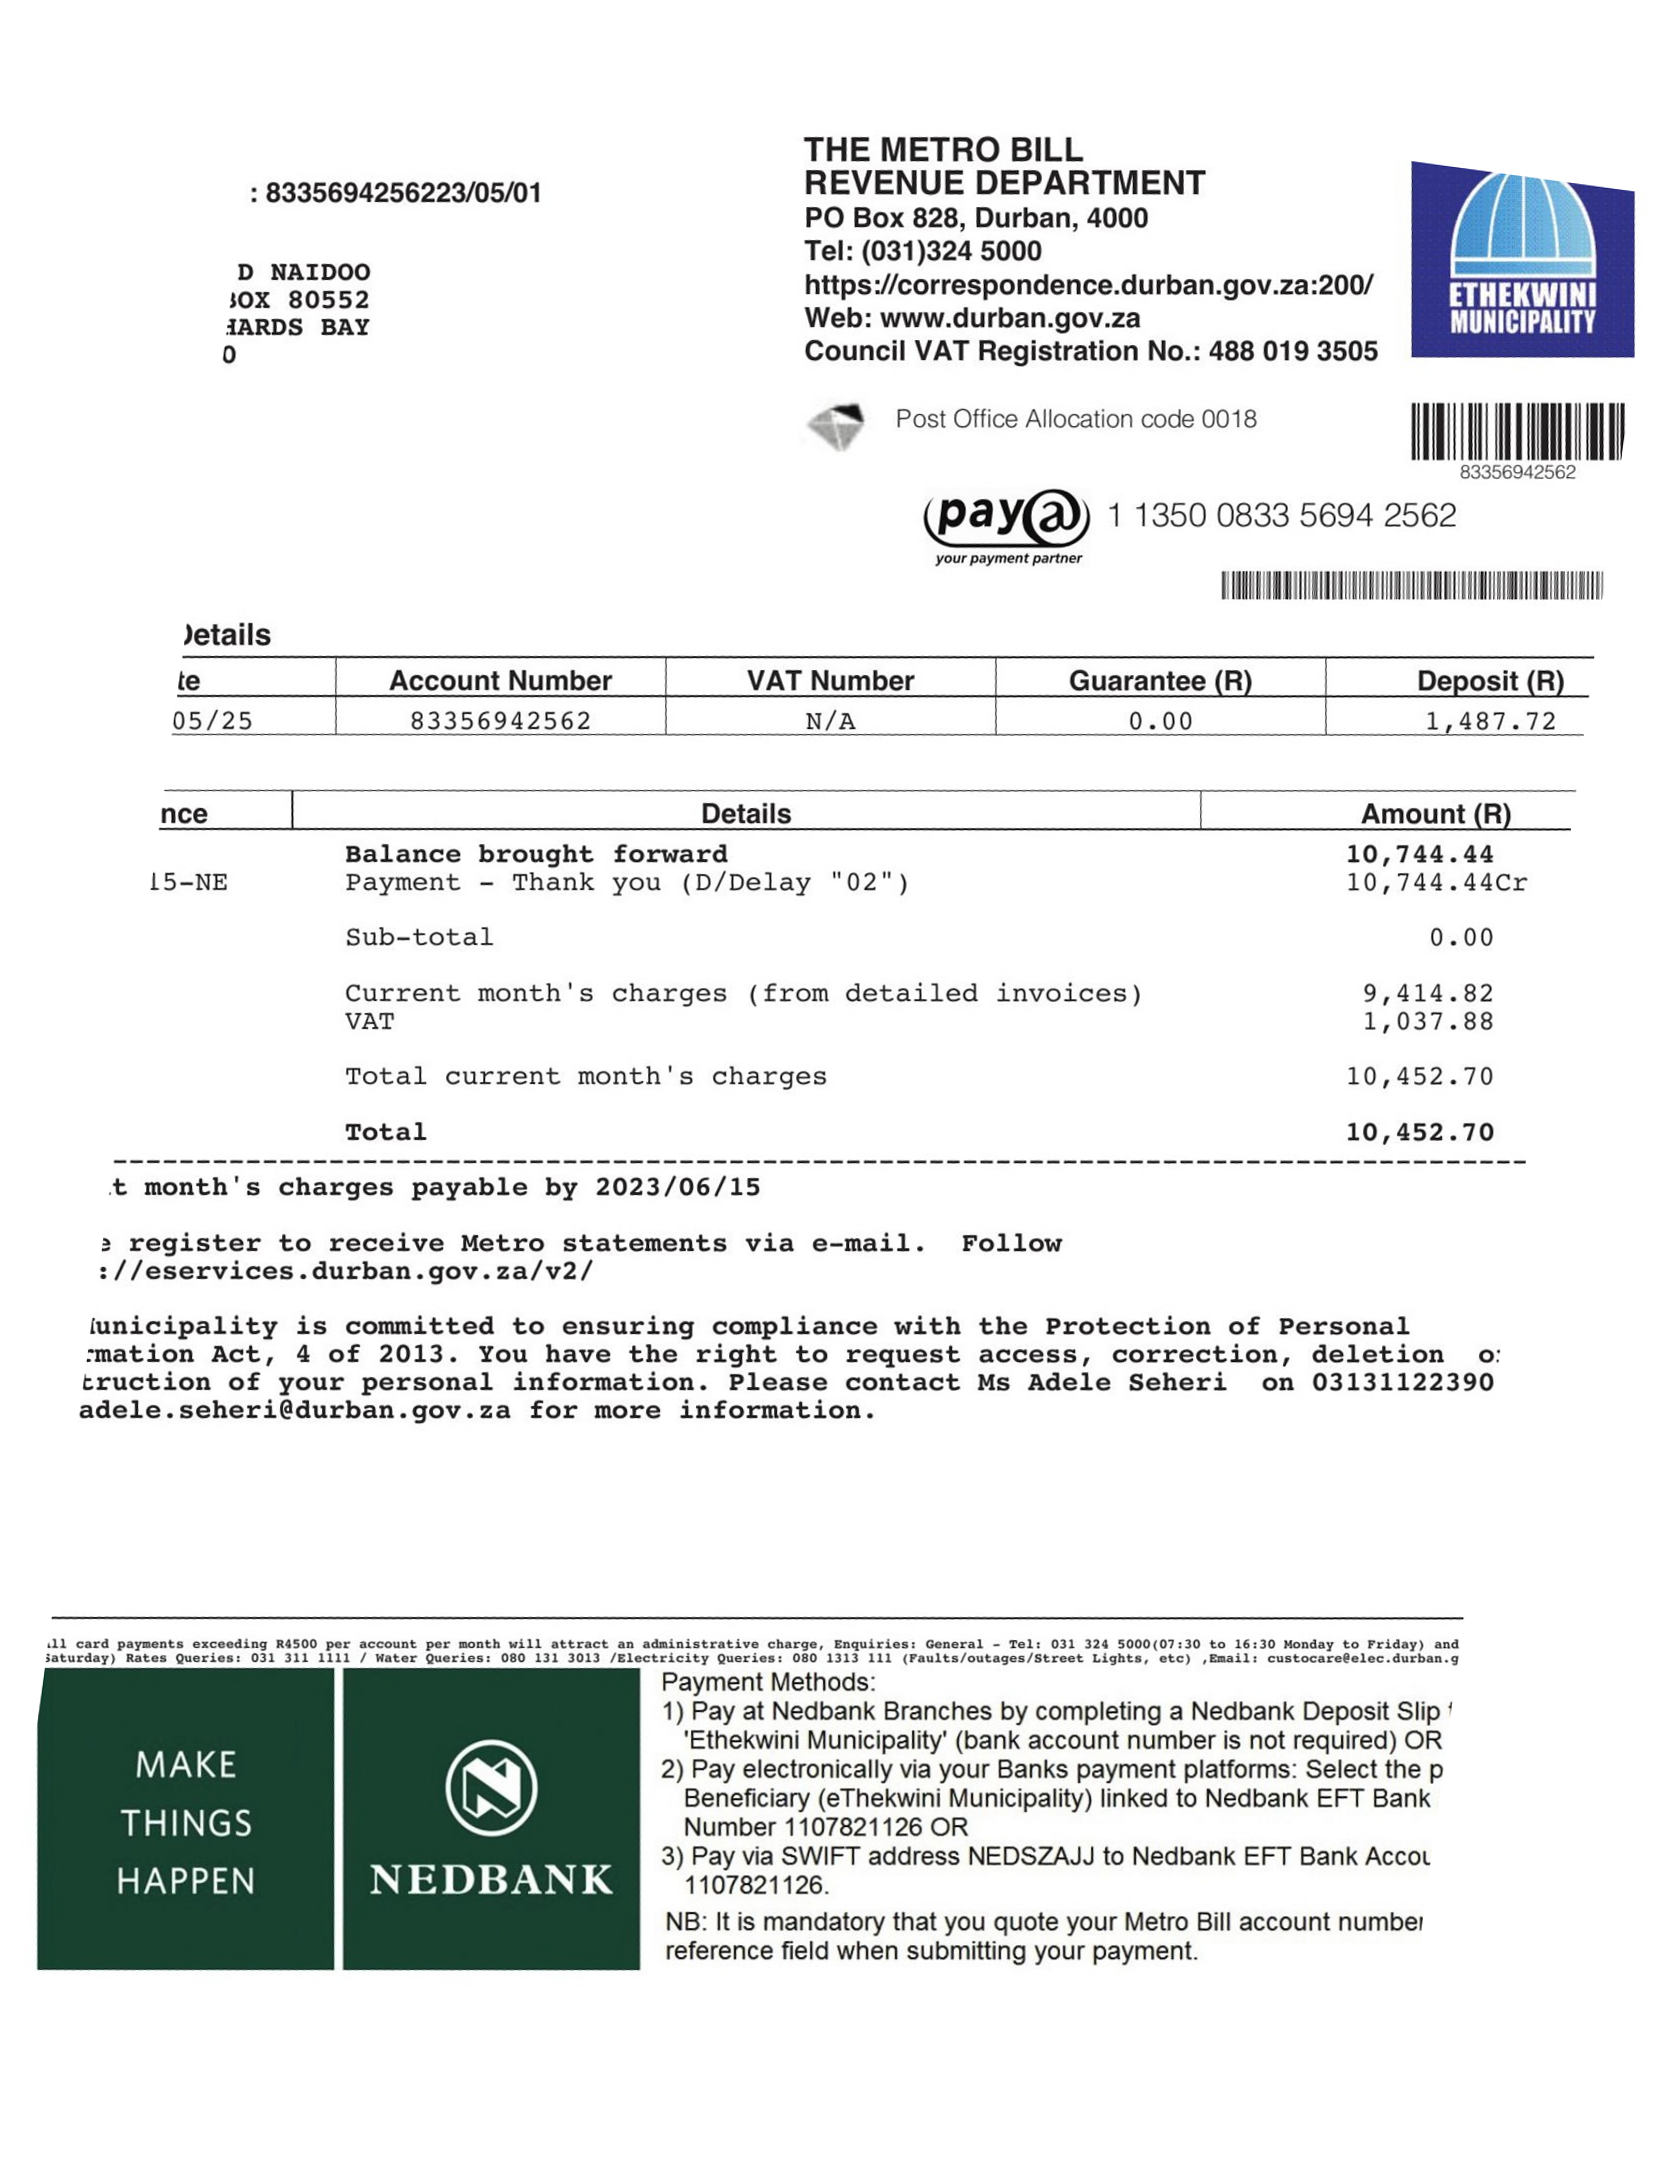 THE METRO BILL
REVENUE DEPARTMENT
PO Box 828, Durban, 4000
Tel: (031)324 5000
https://correspondence.durban.gov.za:200/
Web: www.durban.gov.za
Council VAT Registration No.: 488 019 3505
ETHEKWINI
MUNICIPALITY
: 8335694256223/05/01
D NAIDOO
80552
BAY
0
Post Office Allocation code 0018
83356942562
pay@ 1 1350 0833 5694 2562
your payment partner
Account Number VAT Number Guarantee (R) Deposit (R)
05/25 83356942562 N/A 0.00 1,487.72
nce Details Amount (R)
Balance brought forward 10,744.44
15-NE Payment - Thank you (D/Delay "02") 10,744.44Cr
Sub-total 0.00
Current month's charges (from detailed invoices) 9,414.82
VAT 1,037.88
Total current month's charges 10,452.70
Total 10,452.70
t month's charges payable by 2023/06/15
register to receive Metro statements via e-mail. Follow
://eservices.durban.gov.za/v2/
unicipality is committed to ensuring compliance with the Protection of Personal
mation Act, 4 of 2013. You have the right to request access, correction, deletion
truction of your personal information. Please contact Ms Adele Seheri on 03131122390
adele.seheri@durban.gov.za for more information.
card payments exceeding R4500 per account per month will attract an administrative charge, Enquiries: General - Tel: 031 324 5000(07:30 to 16:30 Monday to Friday) and
aturday) Rates Queries: 031 311 1111 / Water Queries: 080 131 3013 /Electricity Queries: 080 1313 111 (Faults/outages/Street Lights, etc) ,Email: custocare@elec.durban.g
MAKE
THINGS
HAPPEN
NEDBANK
Payment Methods:
1) Pay at Nedbank Branches by completing a Nedbank Deposit Slip
'Ethekwini Municipality' (bank account number is not required) OR
2) Pay electronically via your Banks payment platforms: Select the p
Beneficiary (eThekwini Municipality) linked to Nedbank EFT Bank
Number 1107821126 OR
3) Pay via SWIFT address NEDSZAJJ to Nedbank EFT Bank Accou
1107821126.
NB: It is mandatory that you quote your Metro Bill account number
reference field when submitting your payment.